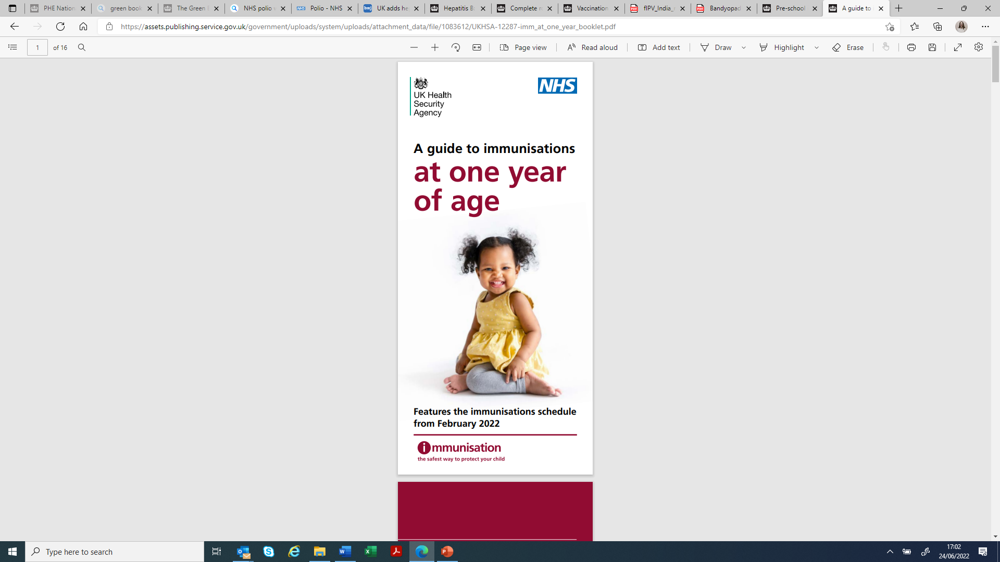 PHE Nation
green book
The Green B
NHS polio v
Polio - NHS
bmj
UK adds he
Hepatitis B:
Complete r
Vaccination
PDF
fIPV_India_
PDF
Bandyopad
Pre-school
A guide to
https://assets.publishing.service.gov.uk/government/uploads/system/uploads/attachment_data/file/1083612/UKHSA-12287-imm_at_one_year_booklet.pdf
1 of 16
Page view
Read aloud
Add text
Draw
Highlight
Erase
UK Health
Security
Agency
NHS
A guide to immunisations
at one year
of age
Features the immunisations schedule
from February 2022
immunisation
the safest way to protect your child
Type here to search
17:02
24/06/2022